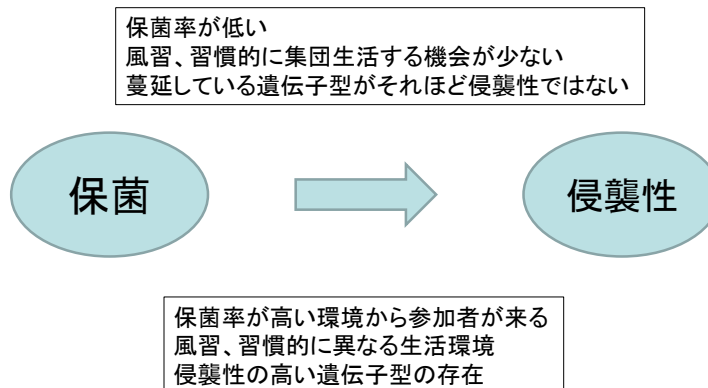 保菌率が低い
風習、習慣的に集団生活する機会が少ない
蔓延している遺伝子型がそれほど侵襲性ではない
保菌
侵襲性
保菌率が高い環境から参加者が来る
風習、習慣的に異なる生活環境
侵襲性の高い遺伝子型の存在